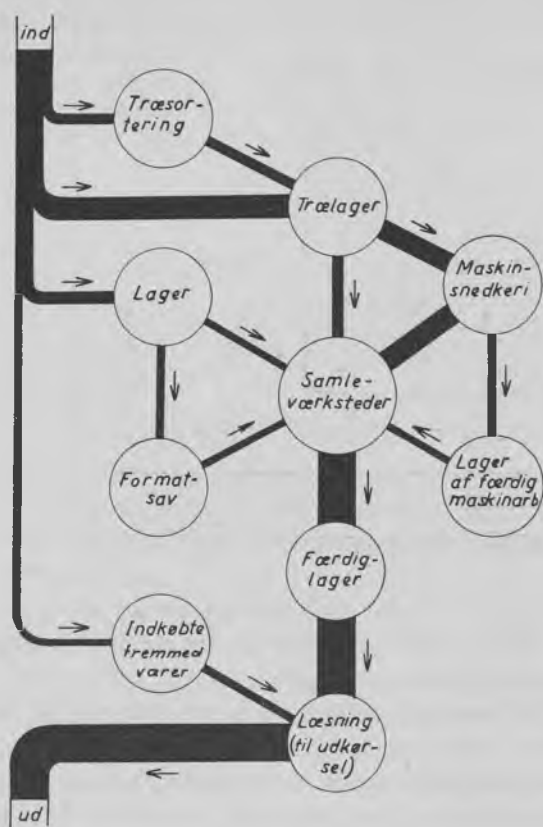 ind
Træsor-
tering
Trælager
Maskin-
snedkeri
Lager
Samle-
værksteder
Format-
sav
Lager
af færdig
maskinarb
Færdig-
lager
Indkøbte
fremmed
varer
Læsning
(til udkør-
sel)
ud